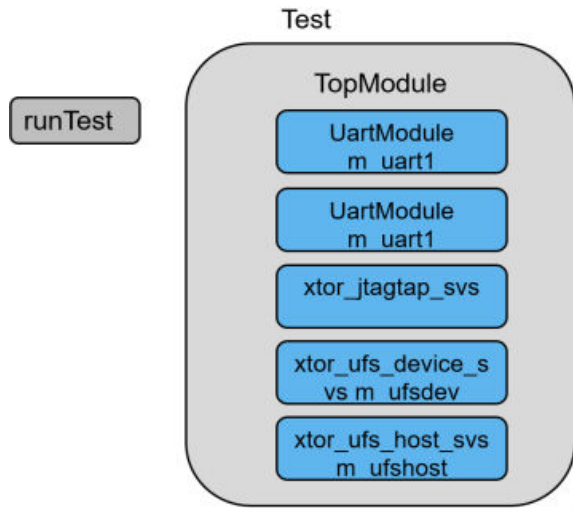 Test
TopModule
runTest
UartModule
m_uart1
UartModule
m_uart1
xtor_jtagtap_svs
xtor_ufs_device_s
vs m_ufsdev
xtor_ufs_host_svs
m_ufshost